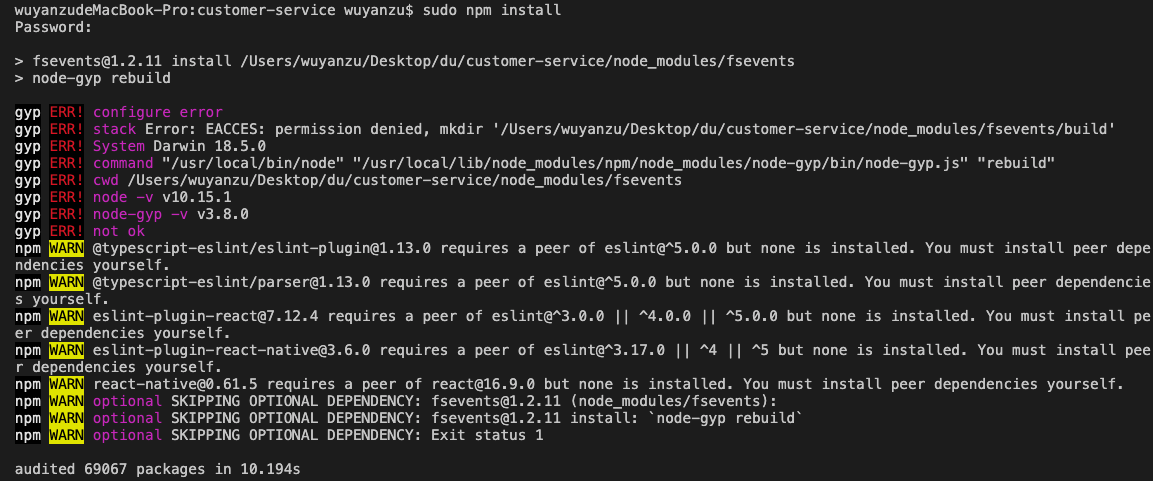 wuyanzudeMacBook-Pro:customer-service wuyanzu$ sudo npm install
Password:
> fsevents@1.2.11 install /Users/wuyanzu/Desktop/du/customer-service/node_modules/fsevents
> node-gyp rebuild
gyp ERR! configure error
gyp ERR! stack Error: EACCES: permission denied, mkdir '/Users/wuyanzu/Desktop/du/customer-service/node_modules/fsevents/build'
gyp ERR! System Darwin 18.5.0
gyp ERR! command "/usr/local/bin/node" "/usr/local/lib/node_modules/npm/node_modules/node-gyp/bin/node-gyp.js" "rebuild"
gyp ERR! cwd /Users/wuyanzu/Desktop/du/customer-service/node_modules/fsevents
gyp ERR! node -v v10.15.1
gyp ERR! node-gyp -v v3.8.0
gyp ERR! not ok
npm WARN @typescript-eslint/eslint-plugin@1.13.0 requires a peer of eslint@^5.0.0 but none is installed. You must install peer depe
ndencies yourself.
npm WARN @typescript-eslint/parser@1.13.0 requires a peer of eslint@^5.0.0 but none is installed. You must install peer dependencie
s yourself.
npm WARN eslint-plugin-react@7.12.4 requires a peer of eslint@^3.0.0 || ^4.0.0 || ^5.0.0 but none is installed. You must install pe
er dependencies yourself.
npm WARN eslint-plugin-react-native@3.6.0 requires a peer of eslint@^3.17.0 || ^4 || ^5 but none is installed. You must install pee
r dependencies yourself.
npm WARN react-native@0.61.5 requires a peer of react@16.9.0 but none is installed. You must install peer dependencies yourself.
npm WARN optional SKIPPING OPTIONAL DEPENDENCY: fsevents@1.2.11 (node_modules/fsevents):
npm WARN optional SKIPPING OPTIONAL DEPENDENCY: fsevents@1.2.11 install: `node-gyp rebuild`
npm WARN optional SKIPPING OPTIONAL DEPENDENCY: Exit status 1
audited 69067 packages in 10.194s